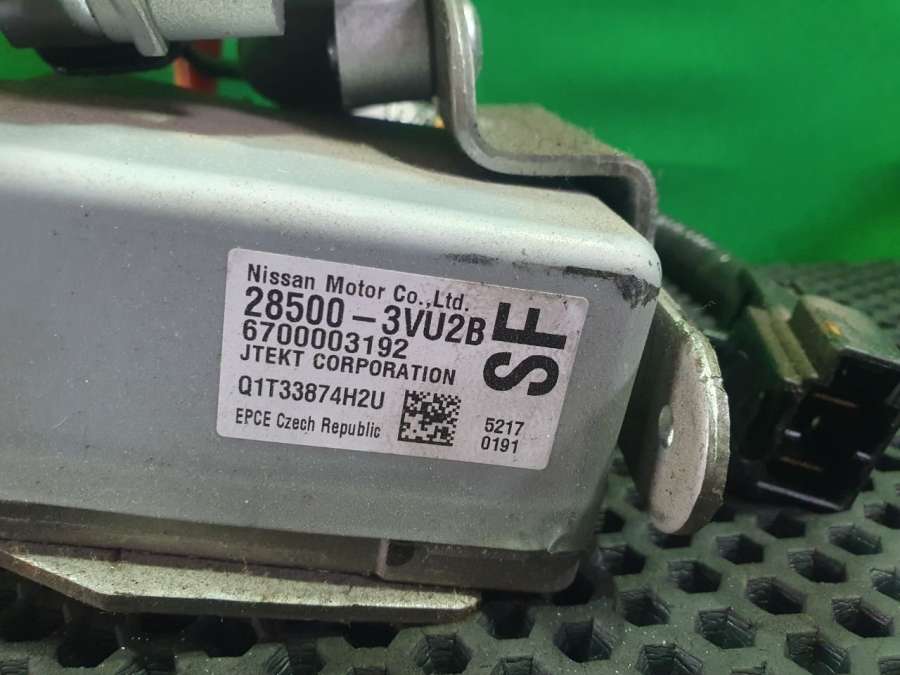 Nissan Motor Co.,Ltd.
28500-3VU2B
6700003192
JTEKT CORPORATION
SF
Q1T33874H2U
EPCE Czech Republic
5217
0191